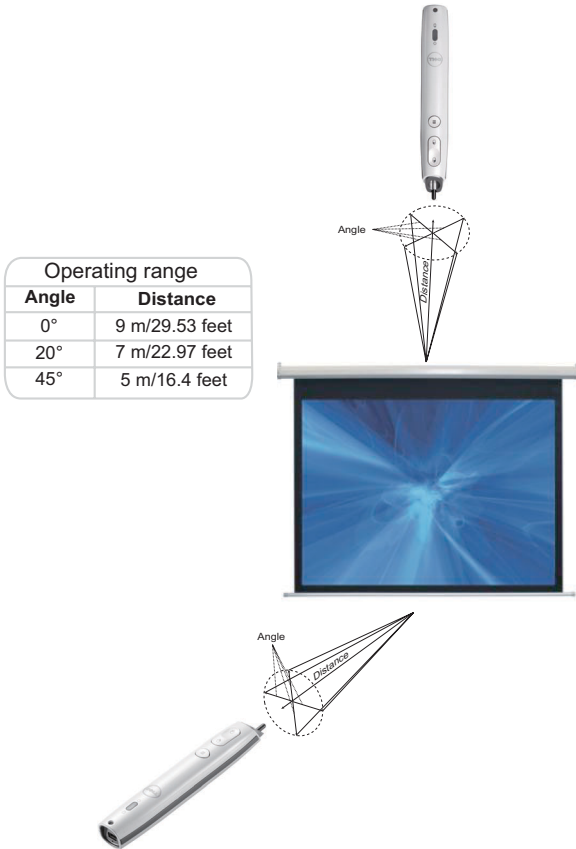 Angle
Distance
Operating range
Angle Distance
0° 9 m/29.53 feet
20° 7 m/22.97 feet
45° 5 m/16.4 feet
Angle
Distance